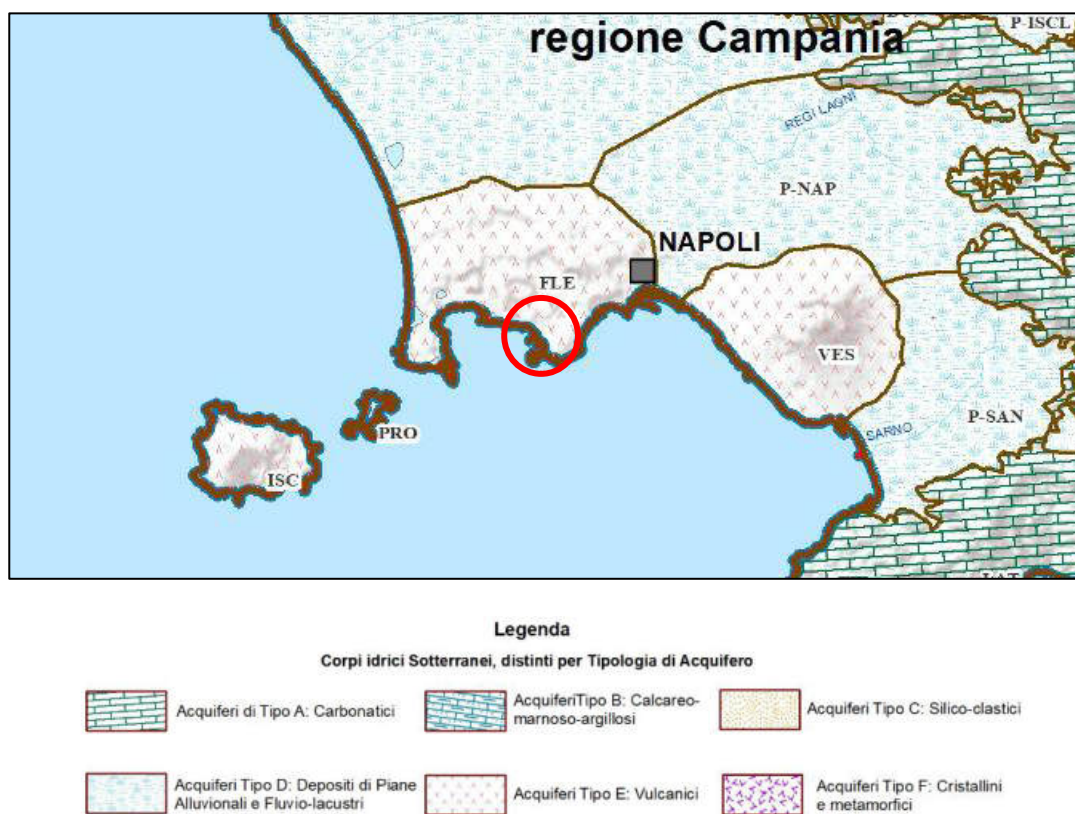 P-ISCL
regione Campania
REGI LAGNI
P-NAP
NAPOLI
FLE
VES
P-SAN
SARNO
PRO
ISC
Legenda
Corpi idrici Sotterranei, distinti per Tipologia di Acquifero
Acquiferi di Tipo A: Carbonatici
AcquiferiTipo B: Calcareo-
marnoso-argillosi
Acquiferi Tipo C: Silico-clastici
Acquiferi Tipo D: Depositi di Piane
Alluvionali e Fluvio-lacustri
Acquiferi Tipo E: Vulcanici
Acquiferi Tipo F: Cristallini
e metamorfici